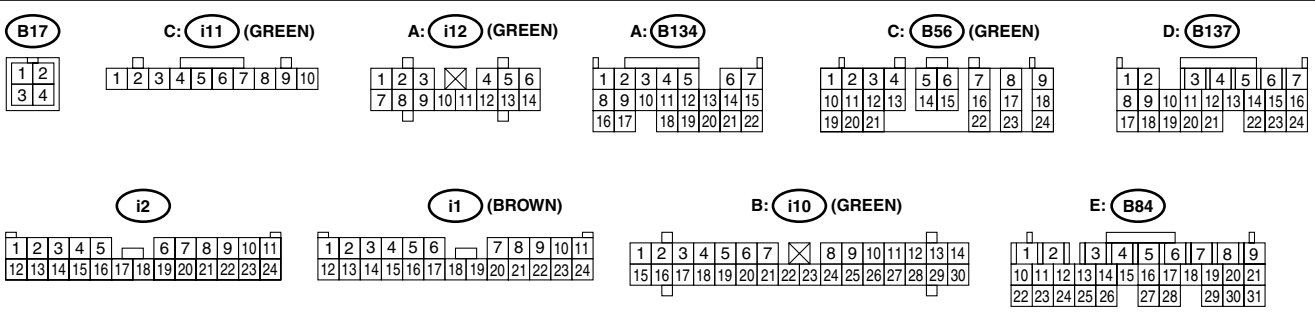 B17 C: i11 (GREEN) A: i12 (GREEN) A: B134 C: B56 (GREEN) D: B137
1 2 1 2 3 4 5 6 7 8 9 10 1 2 3 4 5 6 1 2 3 4 5 6 7 1 2 3 4 5 6 7 8 9 1 2 3 4 5 6 7
3 4 7 8 9 10 11 12 13 14 8 9 10 11 12 13 14 15 10 11 12 13 14 15 16 17 18 8 9 10 11 12 13 14 15 16
16 17 18 19 20 21 22 19 20 21 22 23 24 17 18 19 20 21 22 23 24
i2 i1 (BROWN) B: i10 (GREEN) E: B84
1 2 3 4 5 6 7 8 9 10 11 1 2 3 4 5 6 7 8 9 10 11 1 2 3 4 5 6 7 8 9 10 11 12 13 14 1 2 3 4 5 6 7 8 9
12 13 14 15 16 17 18 19 20 21 22 23 24 12 13 14 15 16 17 18 19 20 21 22 23 24 15 16 17 18 19 20 21 22 23 24 25 26 27 28 29 30 10 11 12 13 14 15 16 17 18 19 20 21
22 23 24 25 26 27 28 29 30 31